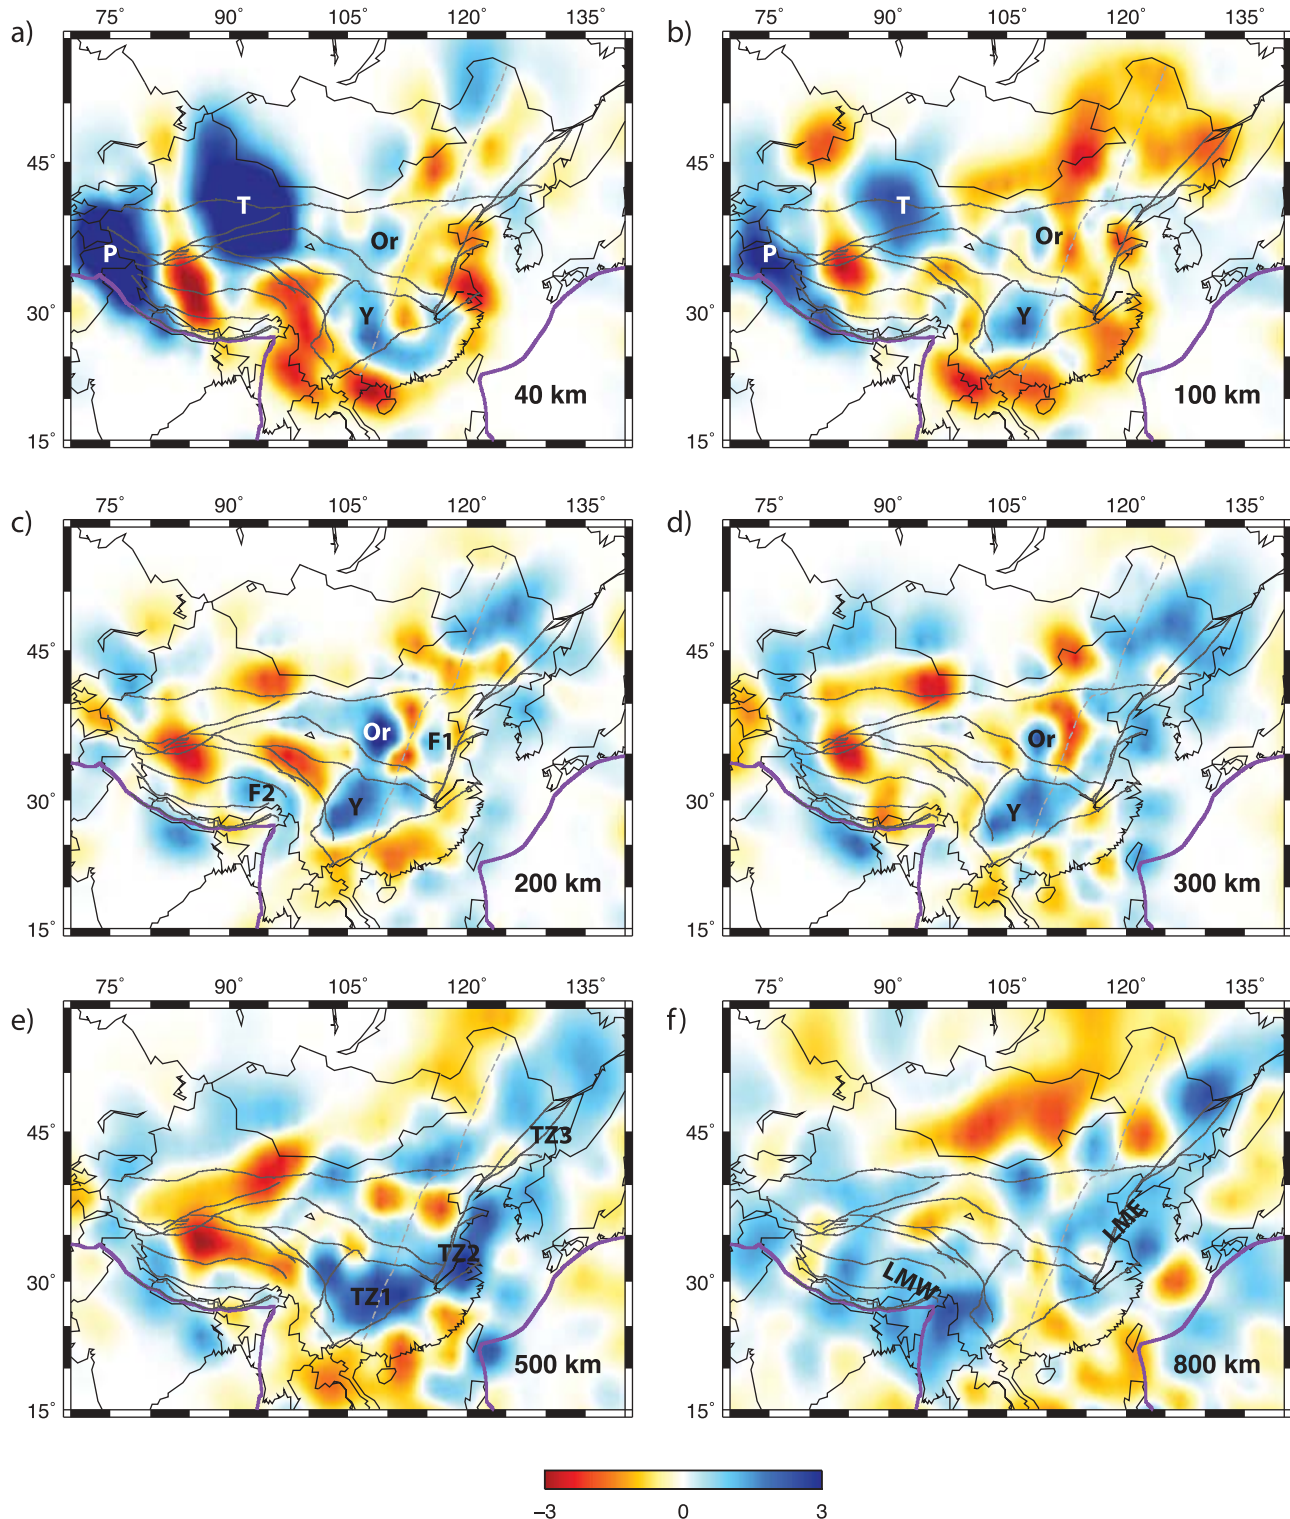 75° 90° 105° 120° 135° 75° 90° 105° 120° 135°
a) b)
45° 45°
T T
P Or P Or
30° 30°
Y Y
40 km 100 km
15° 15°
75° 90° 105° 120° 135° 75° 90° 105° 120° 135°
c) d)
45° 45°
Or F1 Or
F2 Y Y
30° 30°
200 km 300 km
15° 15°
75° 90° 105° 120° 135° 75° 90° 105° 120° 135°
e) f)
45° TZ3 45°
TZ2 LME
30° TZ1 30° LMW
500 km 800 km
15° 15°
−3 0 3